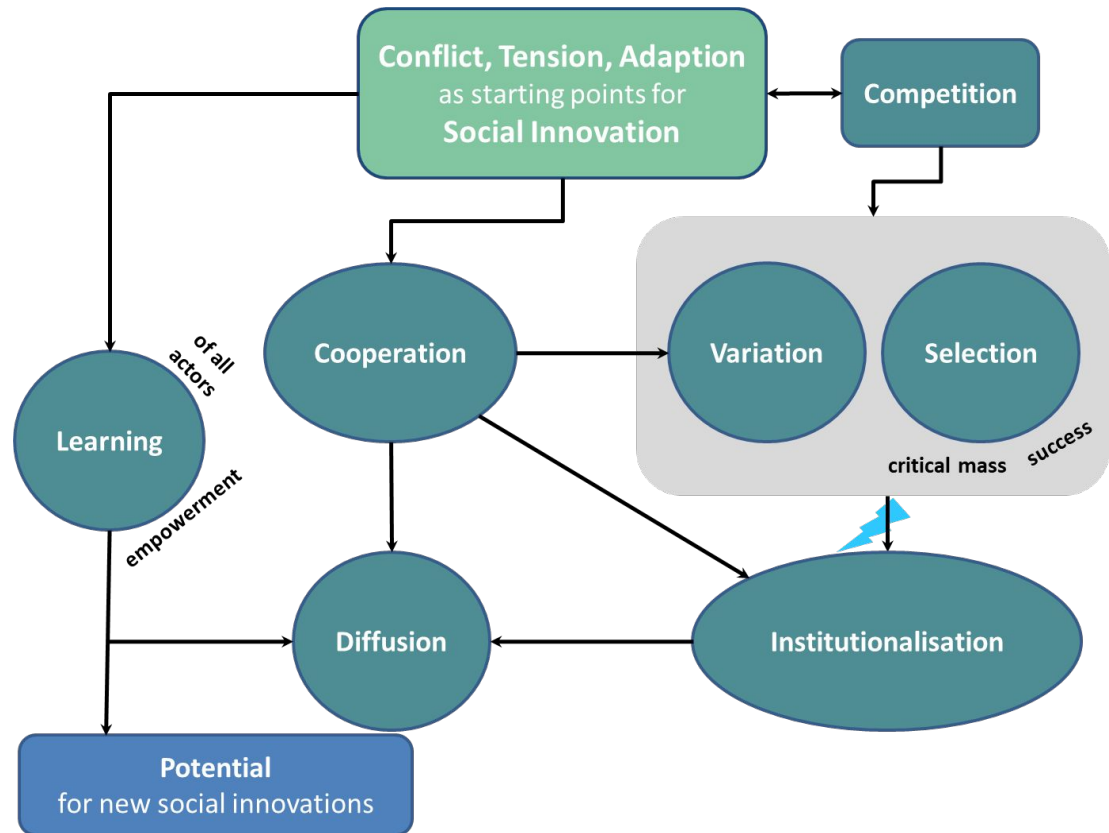 Conflict, Tension, Adaption
as starting points for
Social Innovation
Competition
Cooperation
Variation
Selection
of all
actors
Learning
success
critical mass
empowerment
Diffusion
Institutionalisation
Potential
for new social innovations